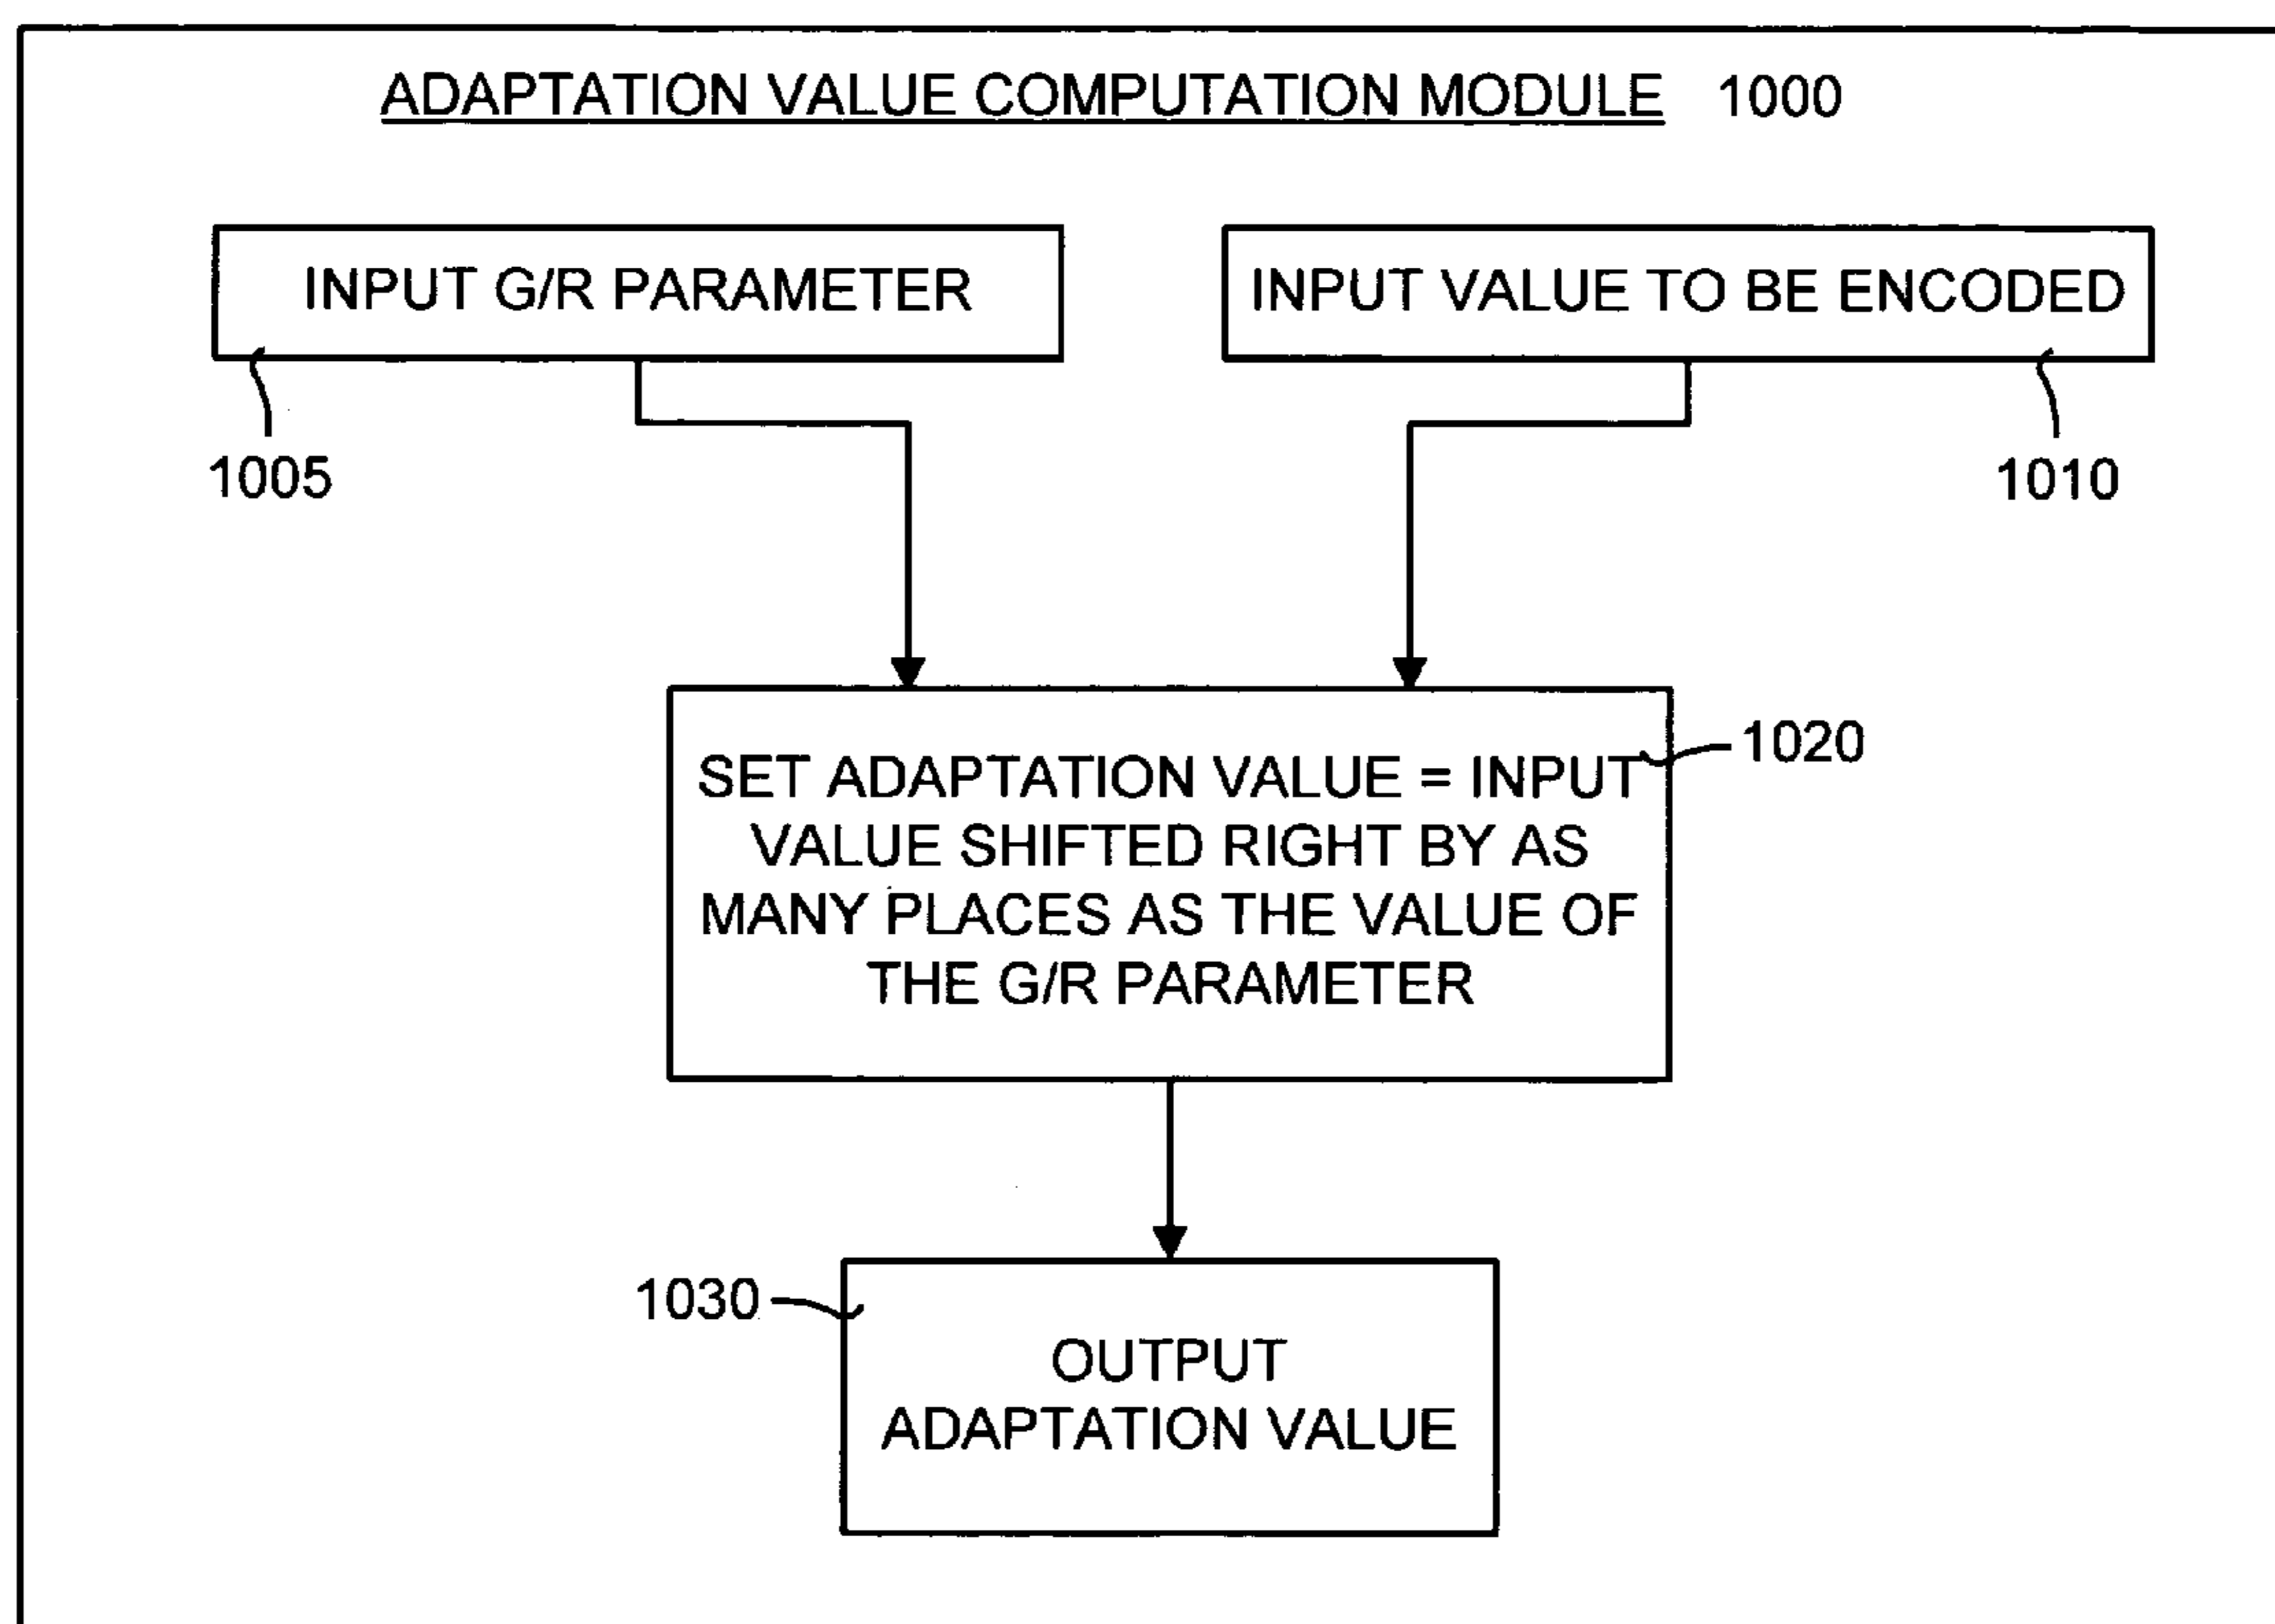 ADAPTATION VALUE COMPUTATION MODULE 1000
INPUT G/R PARAMETER
INPUT VALUE TO BE ENCODED
1005
1010
SET ADAPTATION VALUE = INPUT
VALUE SHIFTED RIGHT BY AS
MANY PLACES AS THE VALUE OF
THE G/R PARAMETER
1020
1030
OUTPUT
ADAPTATION VALUE